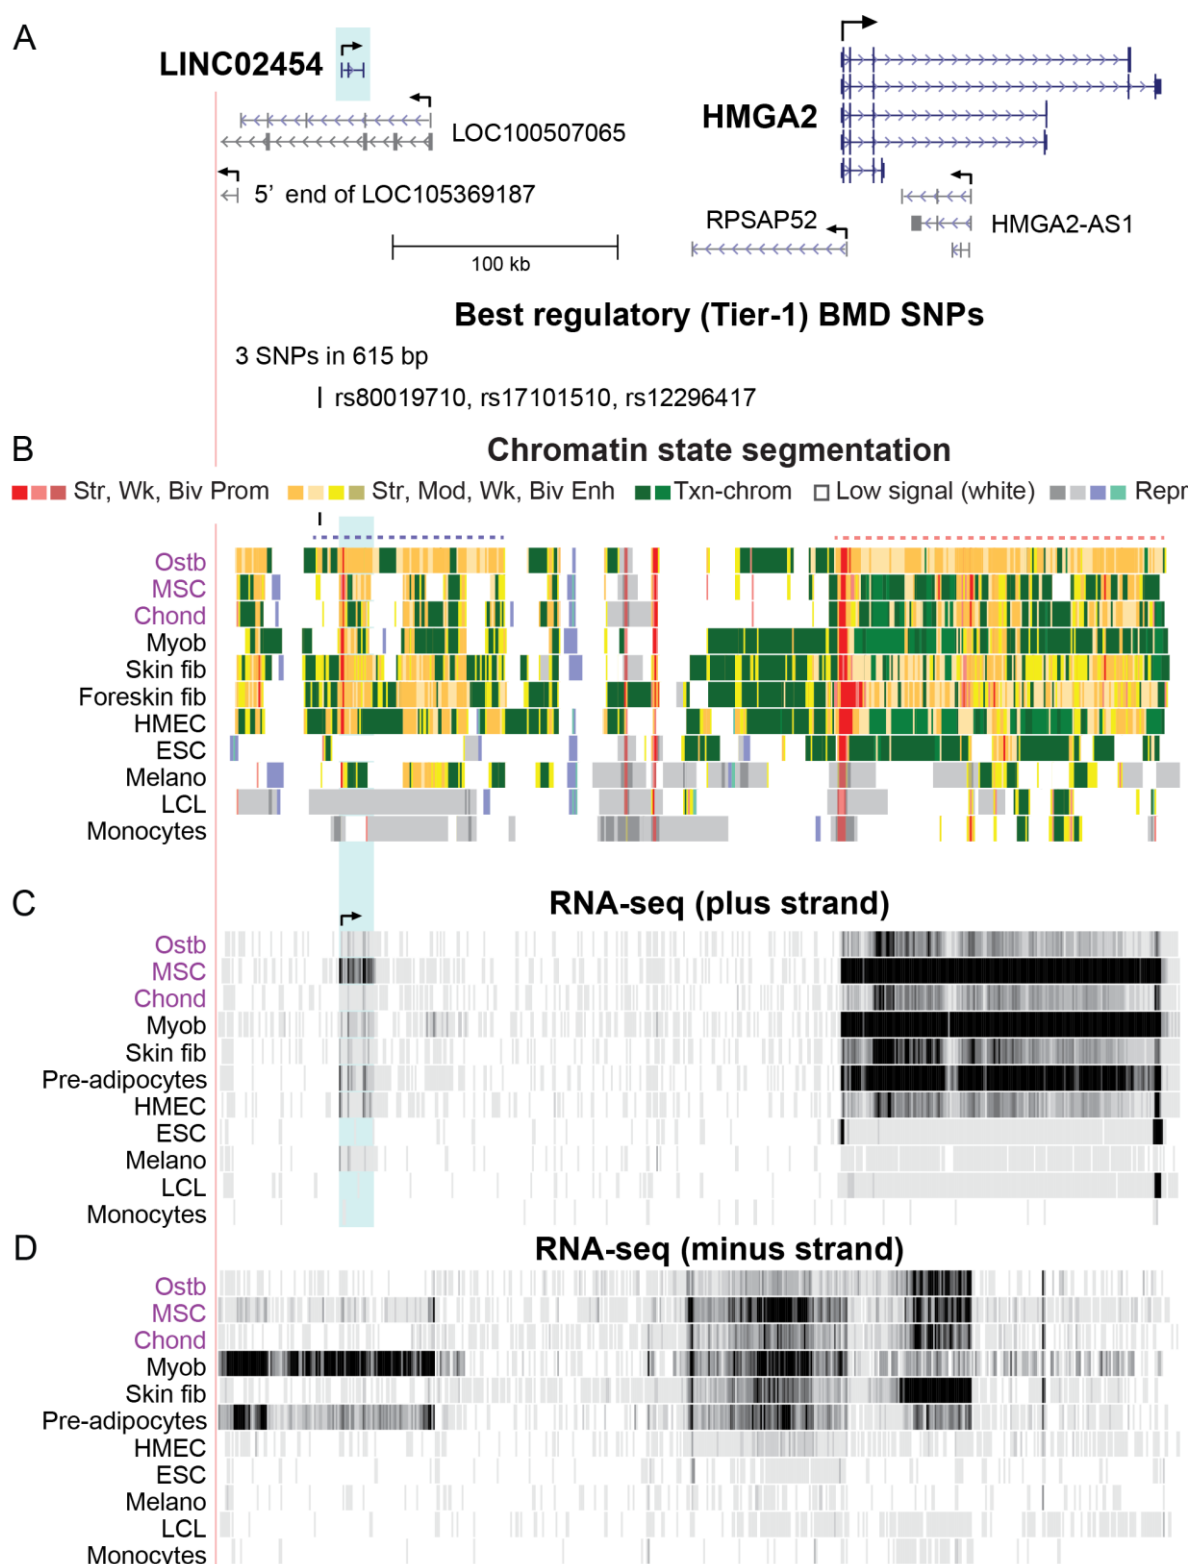 A
LINC02454
HMGA2
LOC100507065
5' end of LOC105369187
RPSAP52
HMGA2-AS1
100 kb
Best regulatory (Tier-1) BMD SNPs
3 SNPs in 615 bp
rs80019710, rs17101510, rs12296417
B
Chromatin state segmentation
Str, Wk, Biv Prom
Str, Mod, Wk, Biv Enh
Txn-chrom
Low signal (white)
Repr
Ostb
MSC
Chond
Myob
Skin fib
Foreskin fib
HMEC
ESC
Melano
LCL
Monocytes
C
RNA-seq (plus strand)
Ostb
MSC
Chond
Myob
Skin fib
Pre-adipocytes
HMEC
ESC
Melano
LCL
Monocytes
D
RNA-seq (minus strand)
Ostb
MSC
Chond
Myob
Skin fib
Pre-adipocytes
HMEC
ESC
Melano
LCL
Monocytes